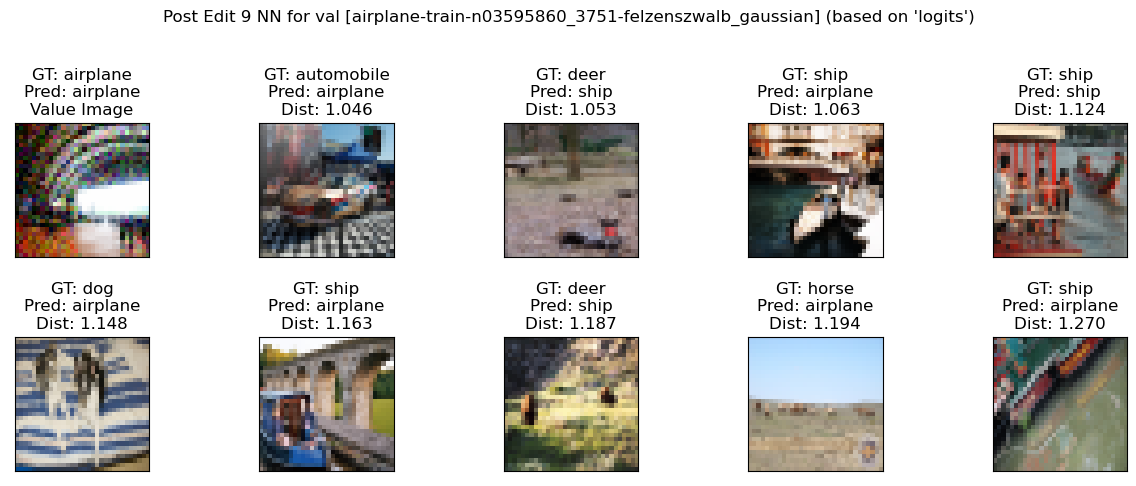 Post Edit 9 NN for val [airplane-train-n03595860_3751-felzenszwalb_gaussian] (based on 'logits')
GT: airplane
Pred: airplane
Value Image
GT: automobile
Pred: airplane
Dist: 1.046
GT: deer
Pred: ship
Dist: 1.053
GT: ship
Pred: airplane
Dist: 1.063
GT: ship
Pred: ship
Dist: 1.124
GT: dog
Pred: airplane
Dist: 1.148
GT: ship
Pred: airplane
Dist: 1.163
GT: deer
Pred: ship
Dist: 1.187
GT: horse
Pred: airplane
Dist: 1.194
GT: ship
Pred: airplane
Dist: 1.270